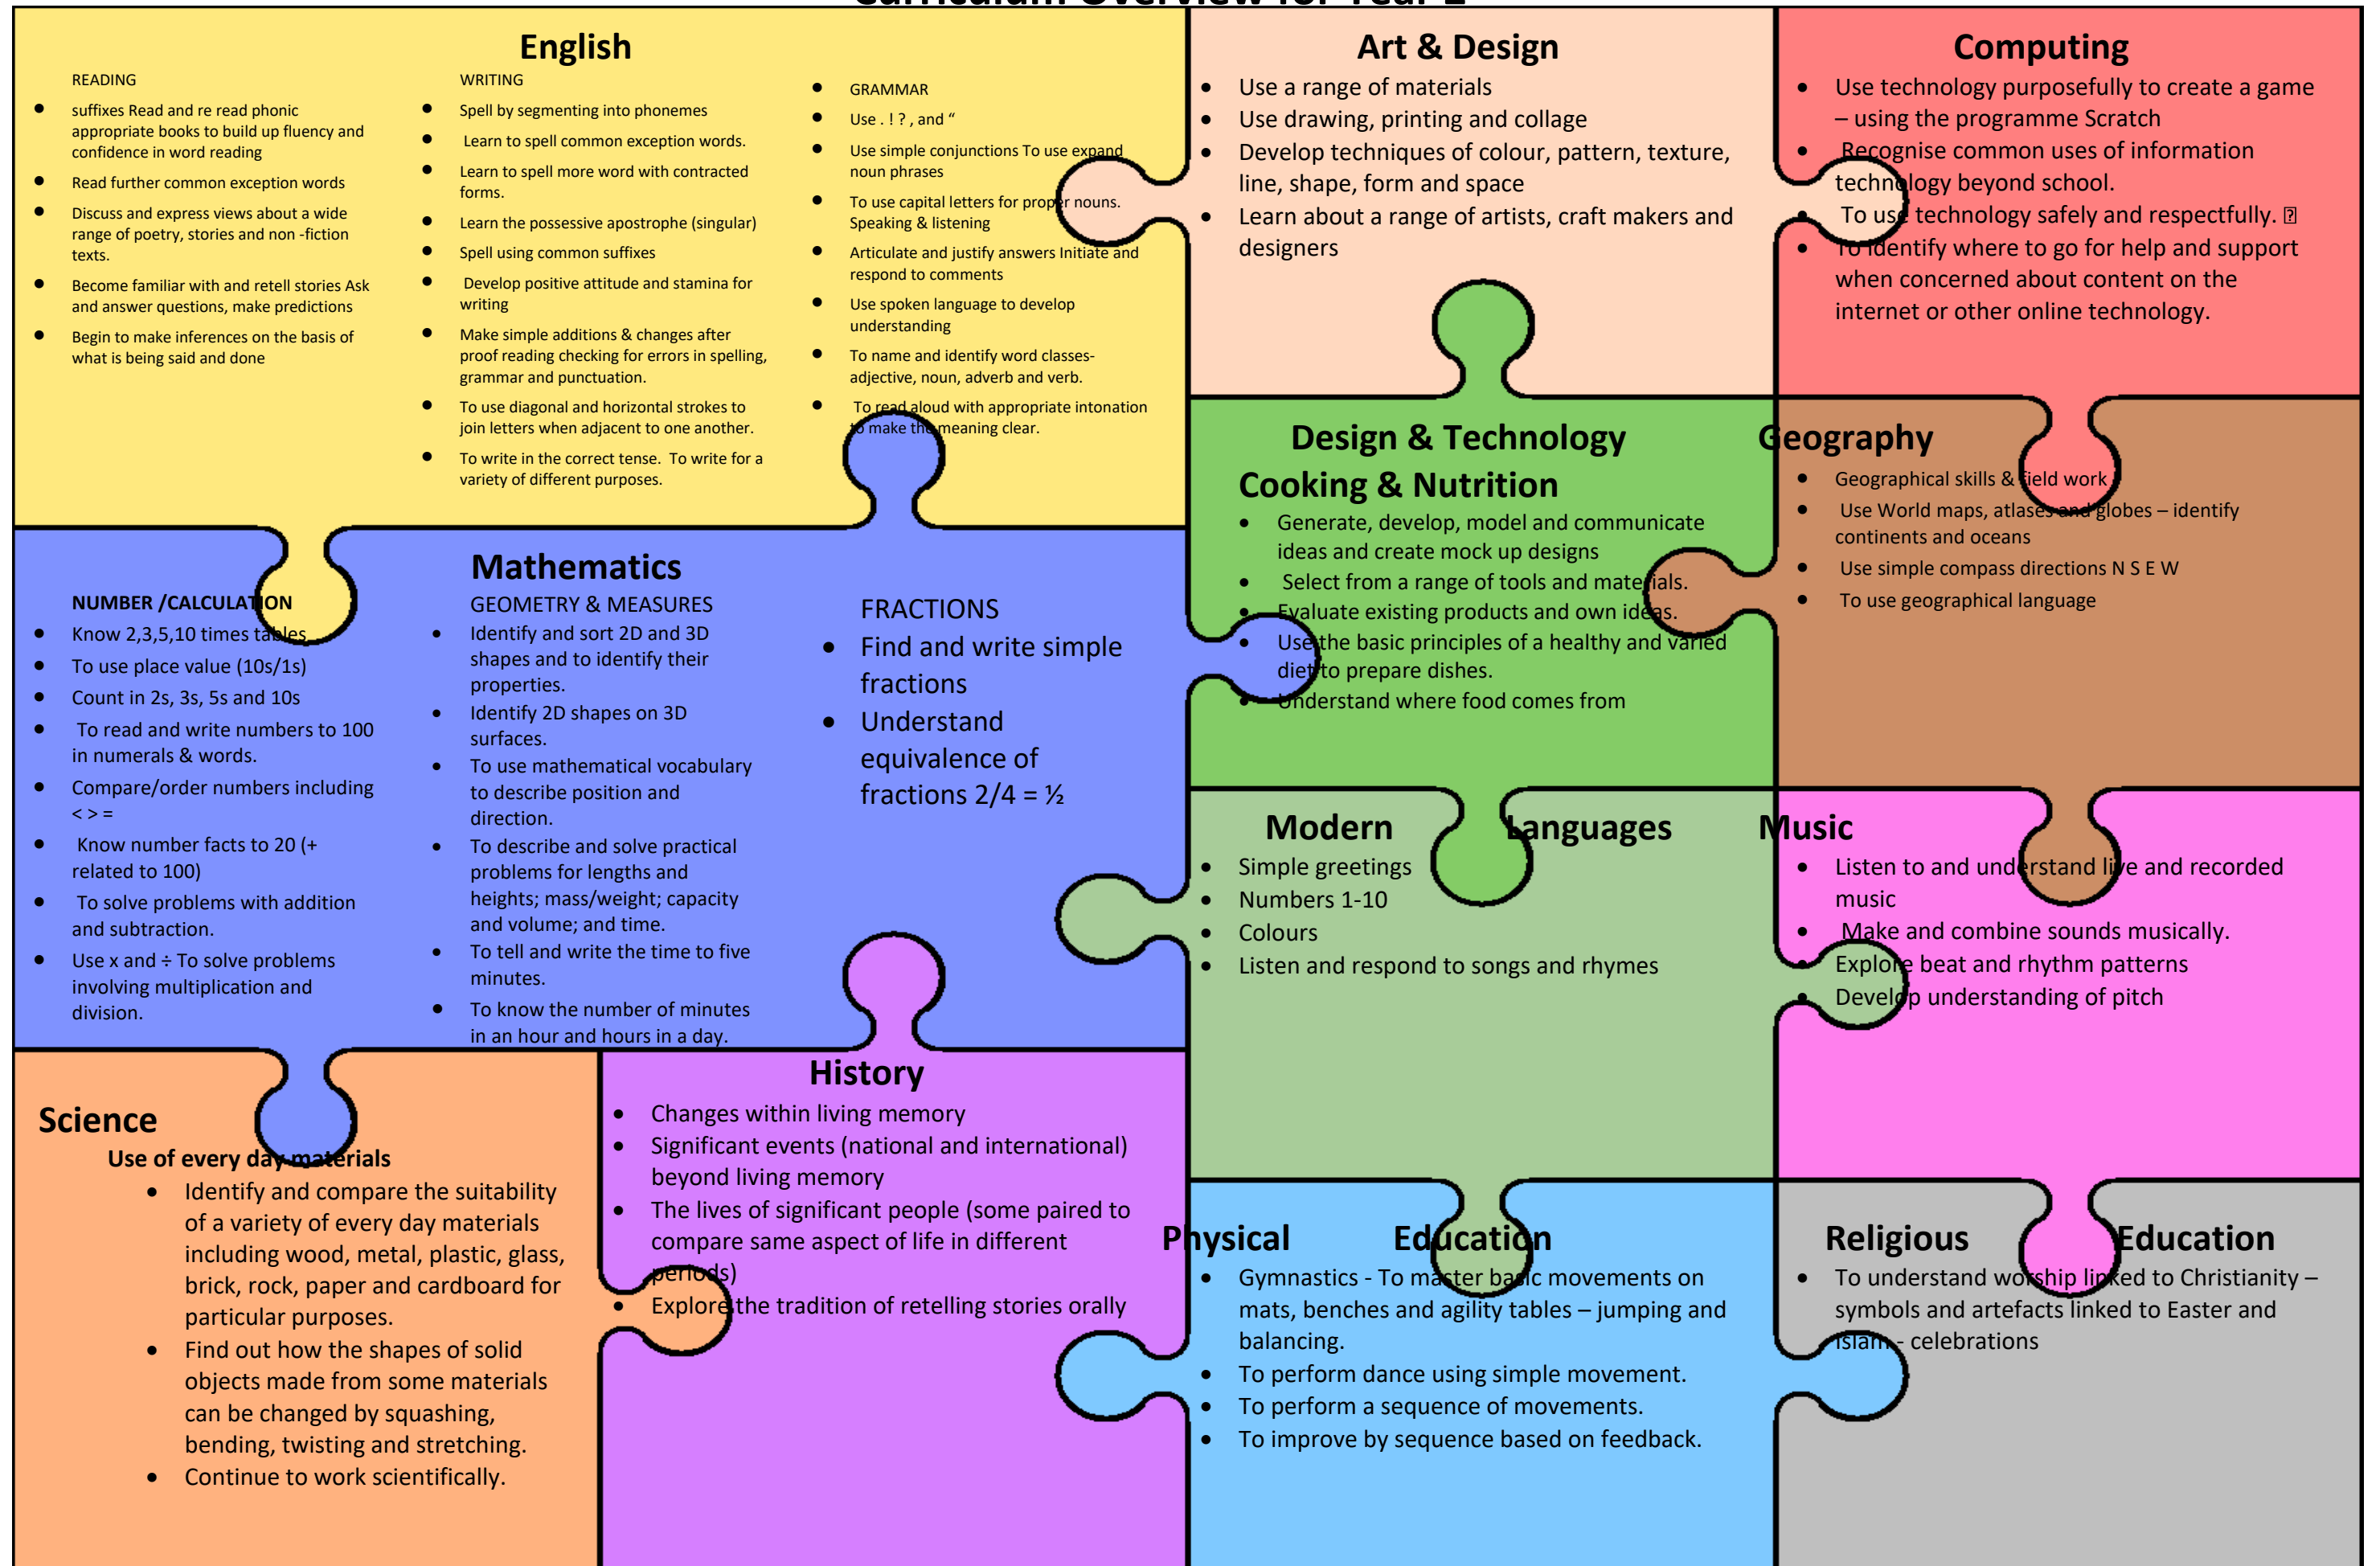 Curriculum Overview for Year 2
English
READING
• suffixes Read and re read phonic
appropriate books to build up fluency and
confidence in word reading
• Read further common exception words
• Discuss and express views about a wide
range of poetry, stories and non -fiction
texts.
• Become familiar with and retell stories Ask
and answer questions, make predictions
• Begin to make inferences on the basis of
what is being said and done
WRITING
• Spell by segmenting into phonemes
• Learn to spell common exception words.
• Learn to spell more word with contracted
forms.
• Learn the possessive apostrophe (singular)
• Spell using common suffixes
• Develop positive attitude and stamina for
writing
• Make simple additions & changes after
proof reading checking for errors in spelling,
grammar and punctuation.
• To use diagonal and horizontal strokes to
join letters when adjacent to one another.
• To write in the correct tense. To write for a
variety of different purposes.
• GRAMMAR
• Use . ! ? , and “
• Use simple conjunctions To use expand
noun phrases
• To use capital letters for proper nouns.
Speaking & listening
• Articulate and justify answers Initiate and
respond to comments
• Use spoken language to develop
understanding
• To name and identify word classes-
adjective, noun, adverb and verb.
• To read aloud with appropriate intonation
to make the meaning clear.
Art & Design
• Use a range of materials
• Use drawing, printing and collage
• Develop techniques of colour, pattern, texture,
line, shape, form and space
• Learn about a range of artists, craft makers and
designers
Computing
• Use technology purposefully to create a game
– using the programme Scratch
• Recognise common uses of information
technology beyond school.
• To use technology safely and respectfully.
• To identify where to go for help and support
when concerned about content on the
internet or other online technology.
Design & Technology
Cooking & Nutrition
• Generate, develop, model and communicate
ideas and create mock up designs
• Select from a range of tools and materials.
• Evaluate existing products and own ideas.
• Use the basic principles of a healthy and varied
diet to prepare dishes.
• Understand where food comes from
Geography
• Geographical skills & field work
• Use World maps, atlases and globes – identify
continents and oceans
• Use simple compass directions N S E W
• To use geographical language
Mathematics
NUMBER /CALCULATION
• Know 2,3,5,10 times tables
• To use place value (10s/1s)
• Count in 2s, 3s, 5s and 10s
• To read and write numbers to 100
in numerals & words.
• Compare/order numbers including
< > =
• Know number facts to 20 (+
related to 100)
• To solve problems with addition
and subtraction.
• Use x and ÷ To solve problems
involving multiplication and
division.
GEOMETRY & MEASURES
• Identify and sort 2D and 3D
shapes and to identify their
properties.
• Identify 2D shapes on 3D
surfaces.
• To use mathematical vocabulary
to describe position and
direction.
• To describe and solve practical
problems for lengths and
heights; mass/weight; capacity
and volume; and time.
• To tell and write the time to five
minutes.
• To know the number of minutes
in an hour and hours in a day.
FRACTIONS
• Find and write simple
fractions
• Understand
equivalence of
fractions 2/4 = ½
Modern Languages
• Simple greetings
• Numbers 1-10
• Colours
• Listen and respond to songs and rhymes
Music
• Listen to and understand live and recorded
music
• Make and combine sounds musically.
• Explore beat and rhythm patterns
• Develop understanding of pitch
Science
Use of every day materials
• Identify and compare the suitability
of a variety of every day materials
including wood, metal, plastic, glass,
brick, rock, paper and cardboard for
particular purposes.
• Find out how the shapes of solid
objects made from some materials
can be changed by squashing,
bending, twisting and stretching.
• Continue to work scientifically.
History
• Changes within living memory
• Significant events (national and international)
beyond living memory
• The lives of significant people (some paired to
compare same aspect of life in different
periods)
• Explore the tradition of retelling stories orally
Physical Education
• Gymnastics - To master basic movements on
mats, benches and agility tables – jumping and
balancing.
• To perform dance using simple movement.
• To perform a sequence of movements.
• To improve by sequence based on feedback.
Religious Education
• To understand worship linked to Christianity –
symbols and artefacts linked to Easter and
Islam - celebrations